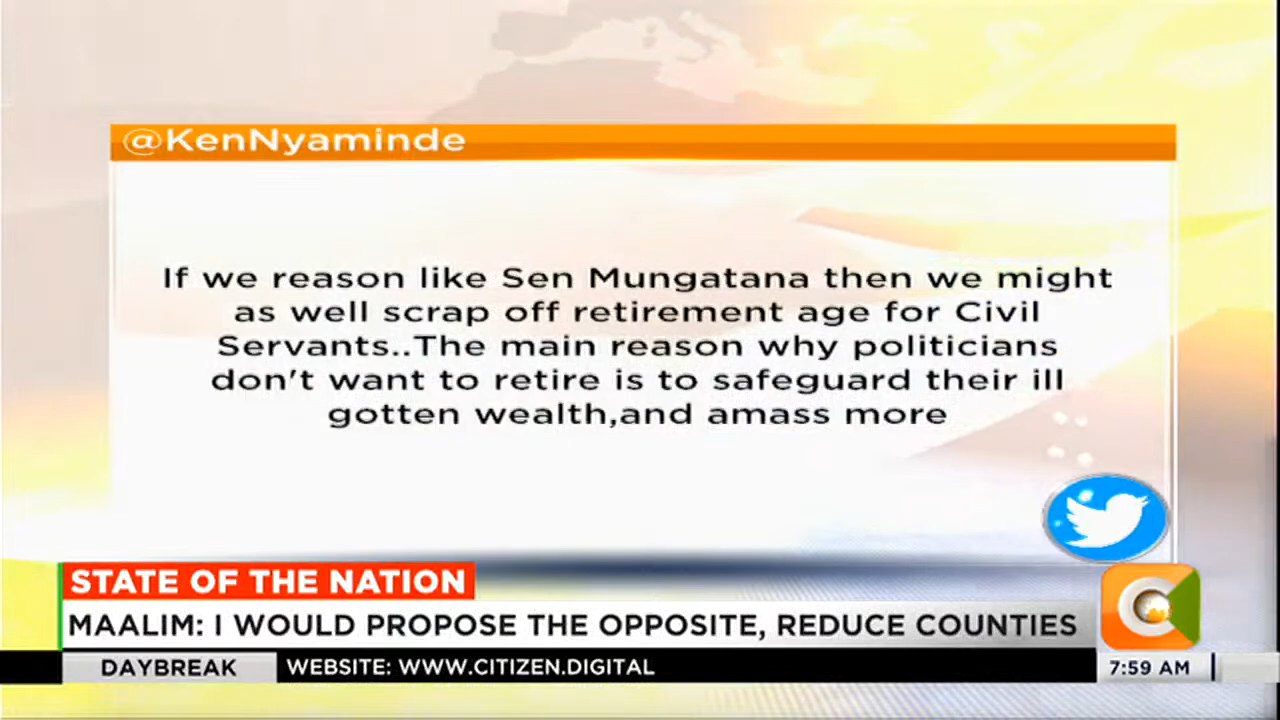 @KenNyaminde
If we reason like Sen Mungatana then we might
as well scrap off retirement age for Civil
Servants..The main reason why politicians
don't want to retire is to safeguard their ill
gotten wealth,and amass more
STATE OF THE NATION
MAALIM: I WOULD PROPOSE THE OPPOSITE, REDUCE COUNTIES
DAYBREAK
WEBSITE: WWW.CITIZEN.DIGITAL
7:59 AM